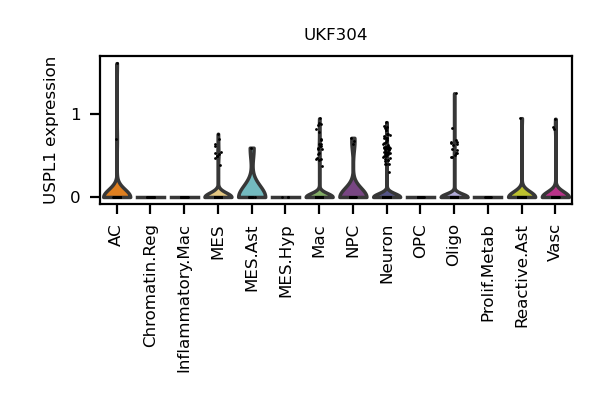 UKF304
USPL1 expression
1
0
AC
Chromatin.Reg
Inflammatory.Mac
MES
MES.Ast
MES.Hyp
Mac
NPC
Neuron
OPC
Oligo
Prolif.Metab
Reactive.Ast
Vasc